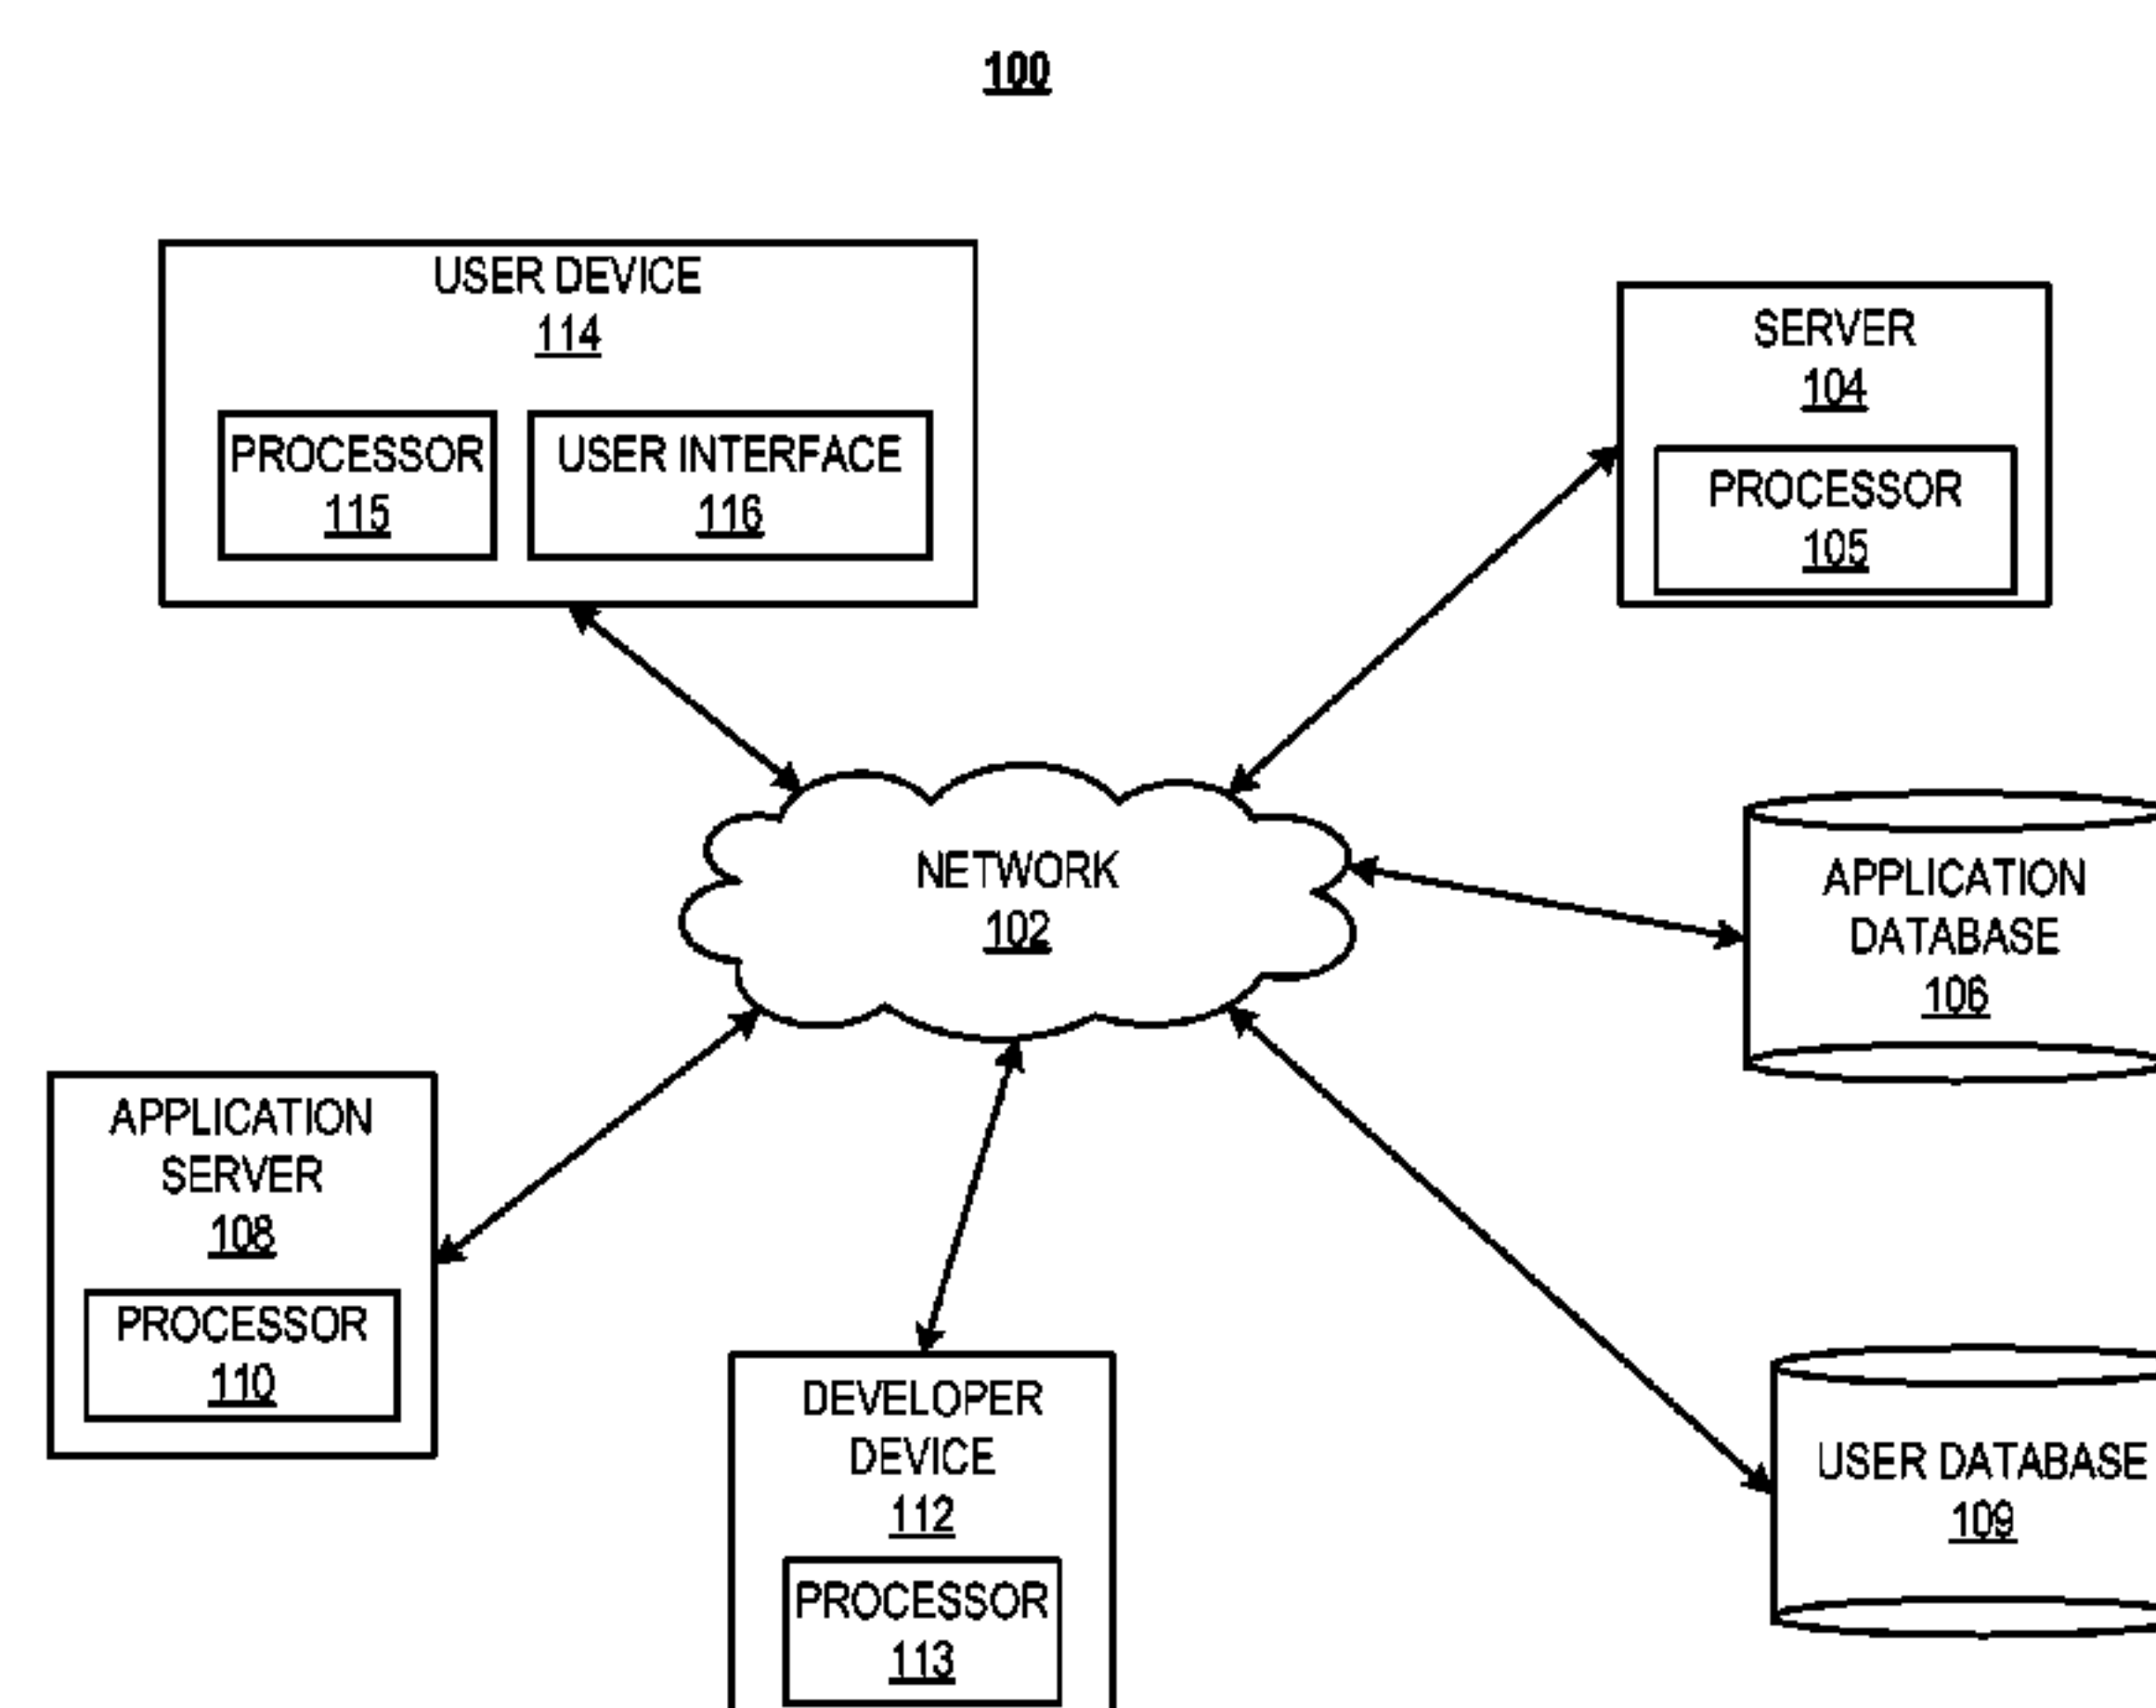 100
USER DEVICE
114
PROCESSOR
115
USER INTERFACE
116
SERVER
104
PROCESSOR
105
NETWORK
102
APPLICATION
DATABASE
106
APPLICATION
SERVER
108
PROCESSOR
110
DEVELOPER
DEVICE
112
PROCESSOR
113
USER DATABASE
109